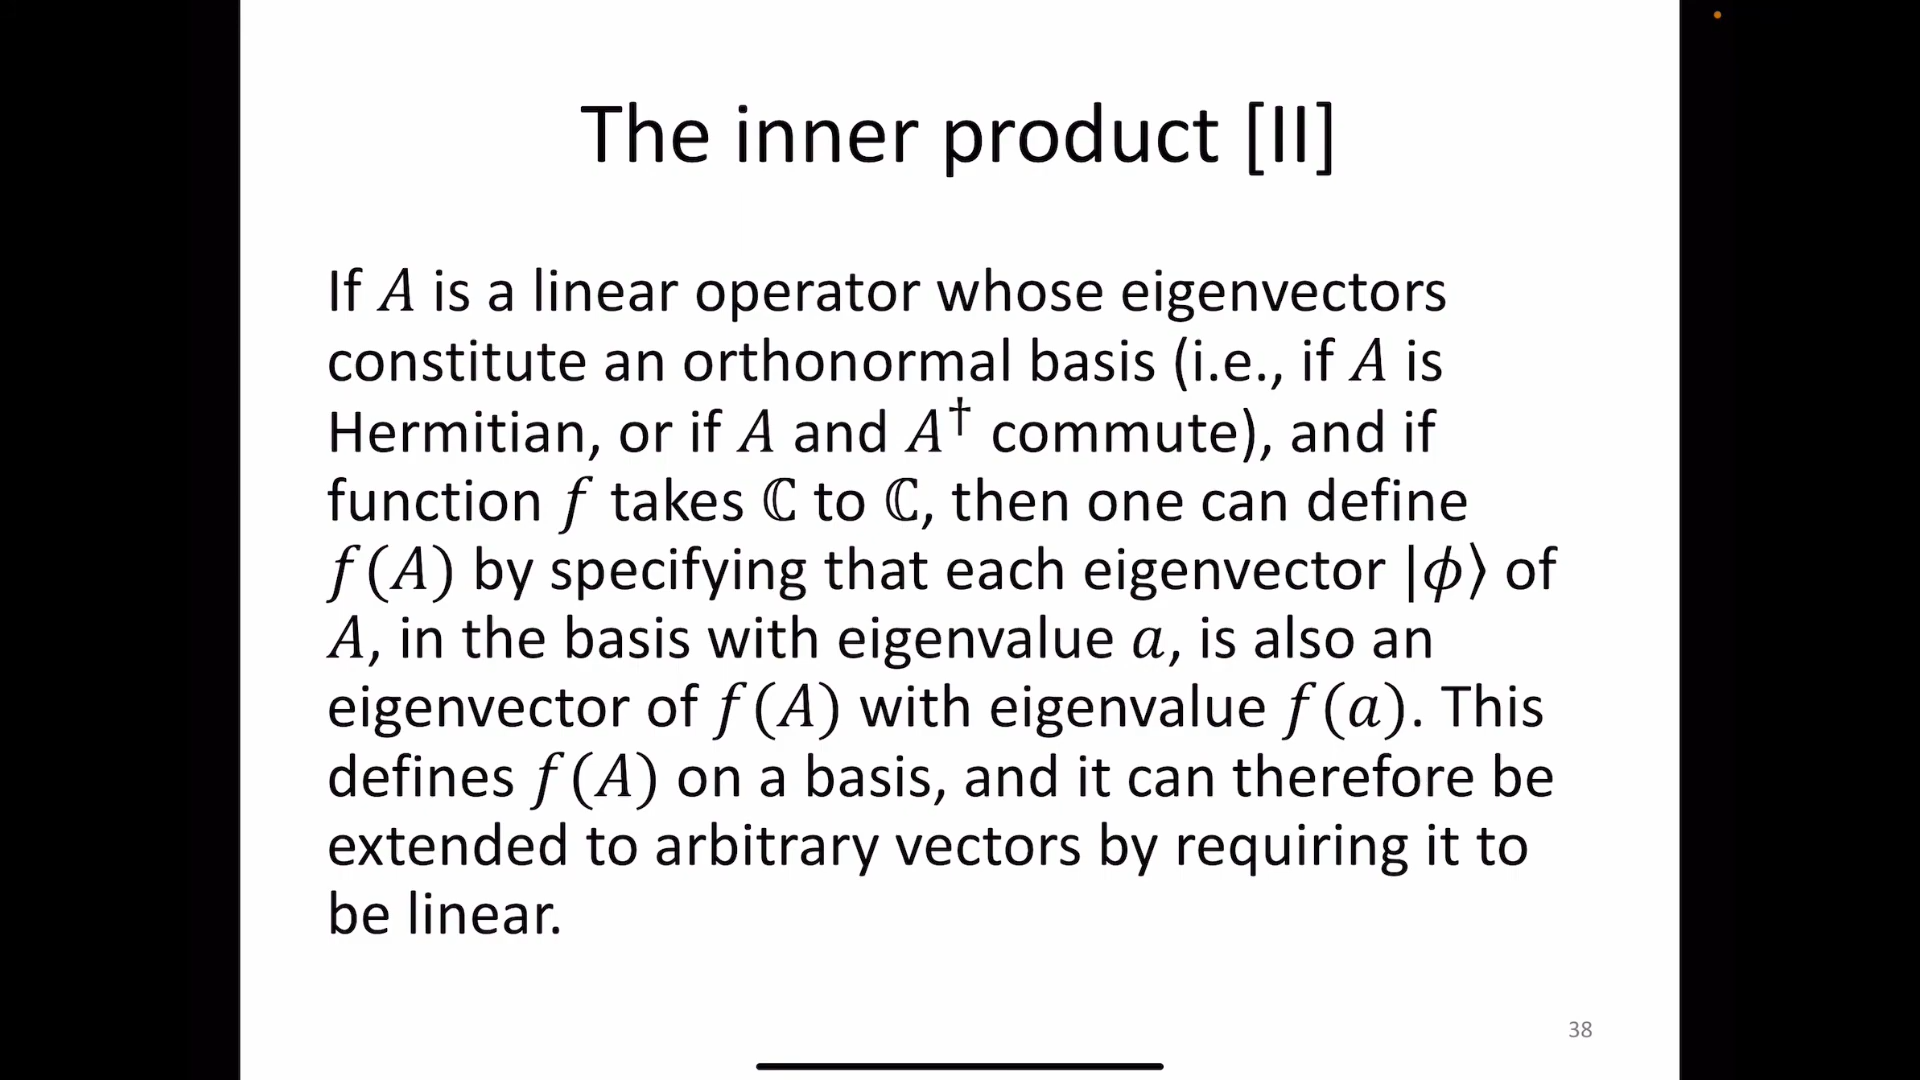 The inner product [II]
If A is a linear operator whose eigenvectors
constitute an orthonormal basis (i.e., if A is
Hermitian, or if A and A† commute), and if
function f takes ℂ to ℂ, then one can define
f(A) by specifying that each eigenvector |ϕ⟩ of
A, in the basis with eigenvalue a, is also an
eigenvector of f(A) with eigenvalue f(a). This
defines f(A) on a basis, and it can therefore be
extended to arbitrary vectors by requiring it to
be linear.
38